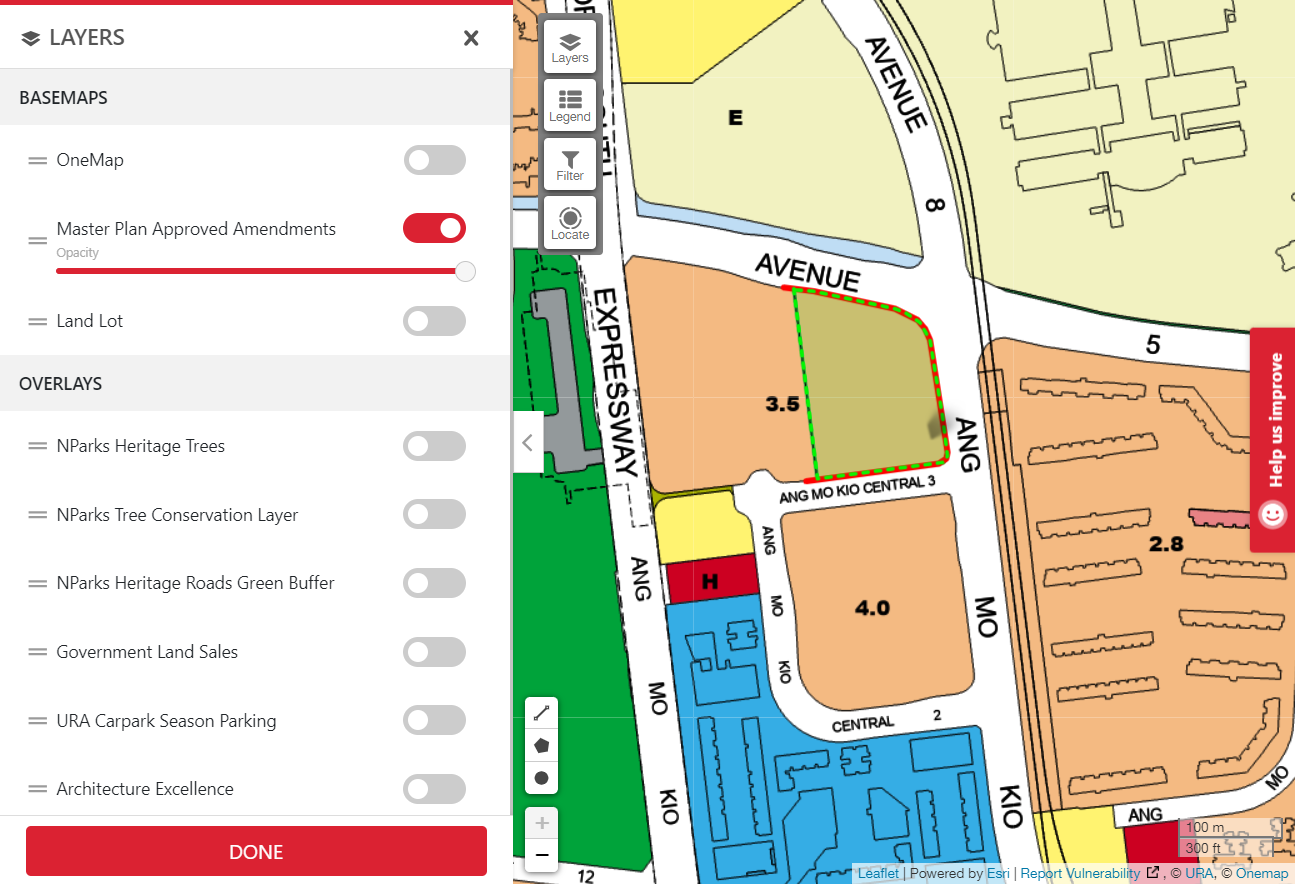 LAYERS
BASEMAPS
OneMap
Master Plan Approved Amendments
Opacity
Land Lot
OVERLAYS
NParks Heritage Trees
NParks Tree Conservation Layer
NParks Heritage Roads Green Buffer
Government Land Sales
URA Carpark Season Parking
Architecture Excellence
DONE
Layers
Legend
Filter
Locate
AVENUE
8
E
AVENUE
5
EXPRESSWAY
3.5
ANG
MO
KIO
ANG MO KIO CENTRAL 3
ANG
MO
KIO
CENTRAL 2
4.0
H
2.8
ANG
MO
KIO
12
ANG
MO
Help us improve
100 m
300 ft
Leaflet | Powered by Esri | Report Vulnerability , © URA, © Onemap